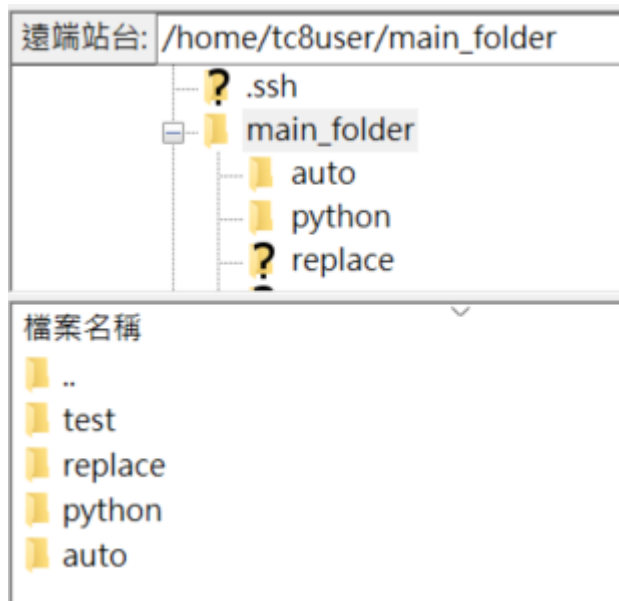 遠端站台: /home/tc8user/main_folder
.ssh
main_folder
auto
python
replace
檔案名稱
..
test
replace
python
auto